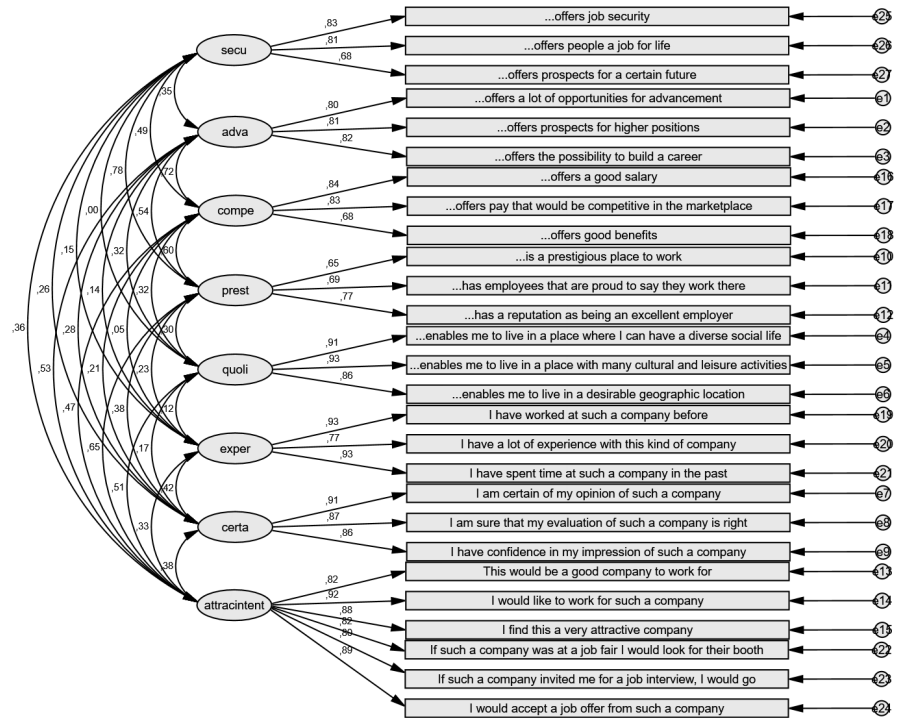 ,83 ...offers job security e25
secu ,81 ...offers people a job for life e26
,68 ...offers prospects for a certain future e27
,35
,80 ...offers a lot of opportunities for advancement e1
adva ,81 ...offers prospects for higher positions e2
,49
,82 ...offers the possibility to build a career e3
,78 ,72
,84 ...offers a good salary e16
compe ,83 ...offers pay that would be competitive in the marketplace e17
,00 ,54
,68 ...offers good benefits e18
,15 ,32 ,60
,65 ...is a prestigious place to work e10
prest ,69 ...has employees that are proud to say they work there e11
,26 ,14 ,32
,77 ...has a reputation as being an excellent employer e12
,36 ,28 ,05 ,30
,91 ...enables me to live in a place where I can have a diverse social life e4
quoli ,93 ...enables me to live in a place with many cultural and leisure activities e5
,53 ,21 ,23
,86 ...enables me to live in a desirable geographic location e6
,47 ,38 ,12
,93 I have worked at such a company before e19
exper ,77 I have a lot of experience with this kind of company e20
,65 ,17
,93 I have spent time at such a company in the past e21
,51 ,42
,91 I am certain of my opinion of such a company e7
certa ,87 I am sure that my evaluation of such a company is right e8
,33
,86 I have confidence in my impression of such a company e9
,38
,82 This would be a good company to work for e13
attracintent ,92 I would like to work for such a company e14
,88 I find this a very attractive company e15
,82 If such a company was at a job fair I would look for their booth e22
,80 If such a company invited me for a job interview, I would go e23
,89 I would accept a job offer from such a company e24